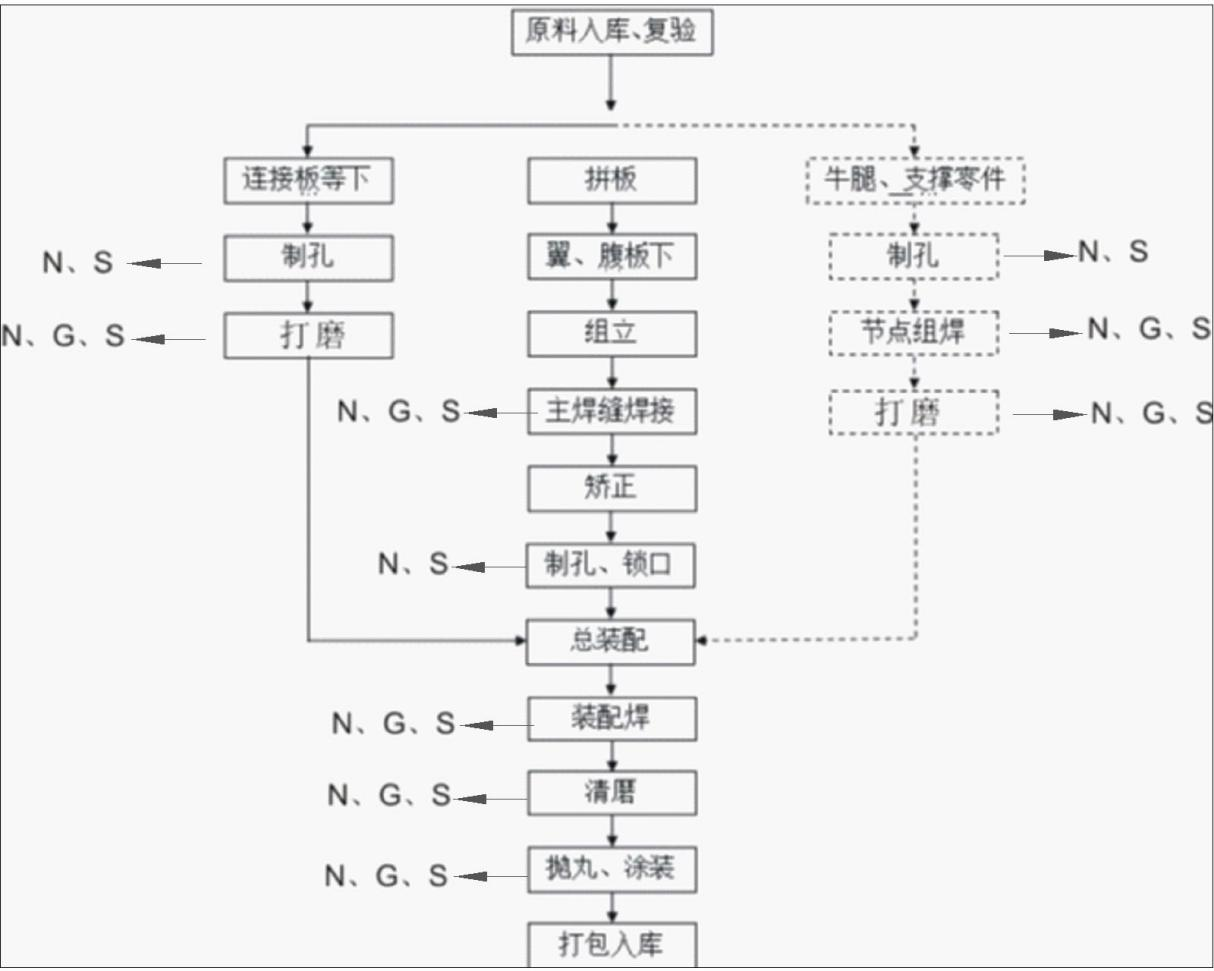 原料入库、复验
连接板等下
拼板
牛腿、支撑零件
N、S
制孔
翼、腹板下
制孔
N、S
N、G、S
打磨
组立
节点组焊
N、G、S
N、G、S
主焊缝焊接
打磨
N、G、S
矫正
N、S
制孔、锁口
总装配
N、G、S
装配焊
N、G、S
清磨
N、G、S
抛丸、涂装
打包入库